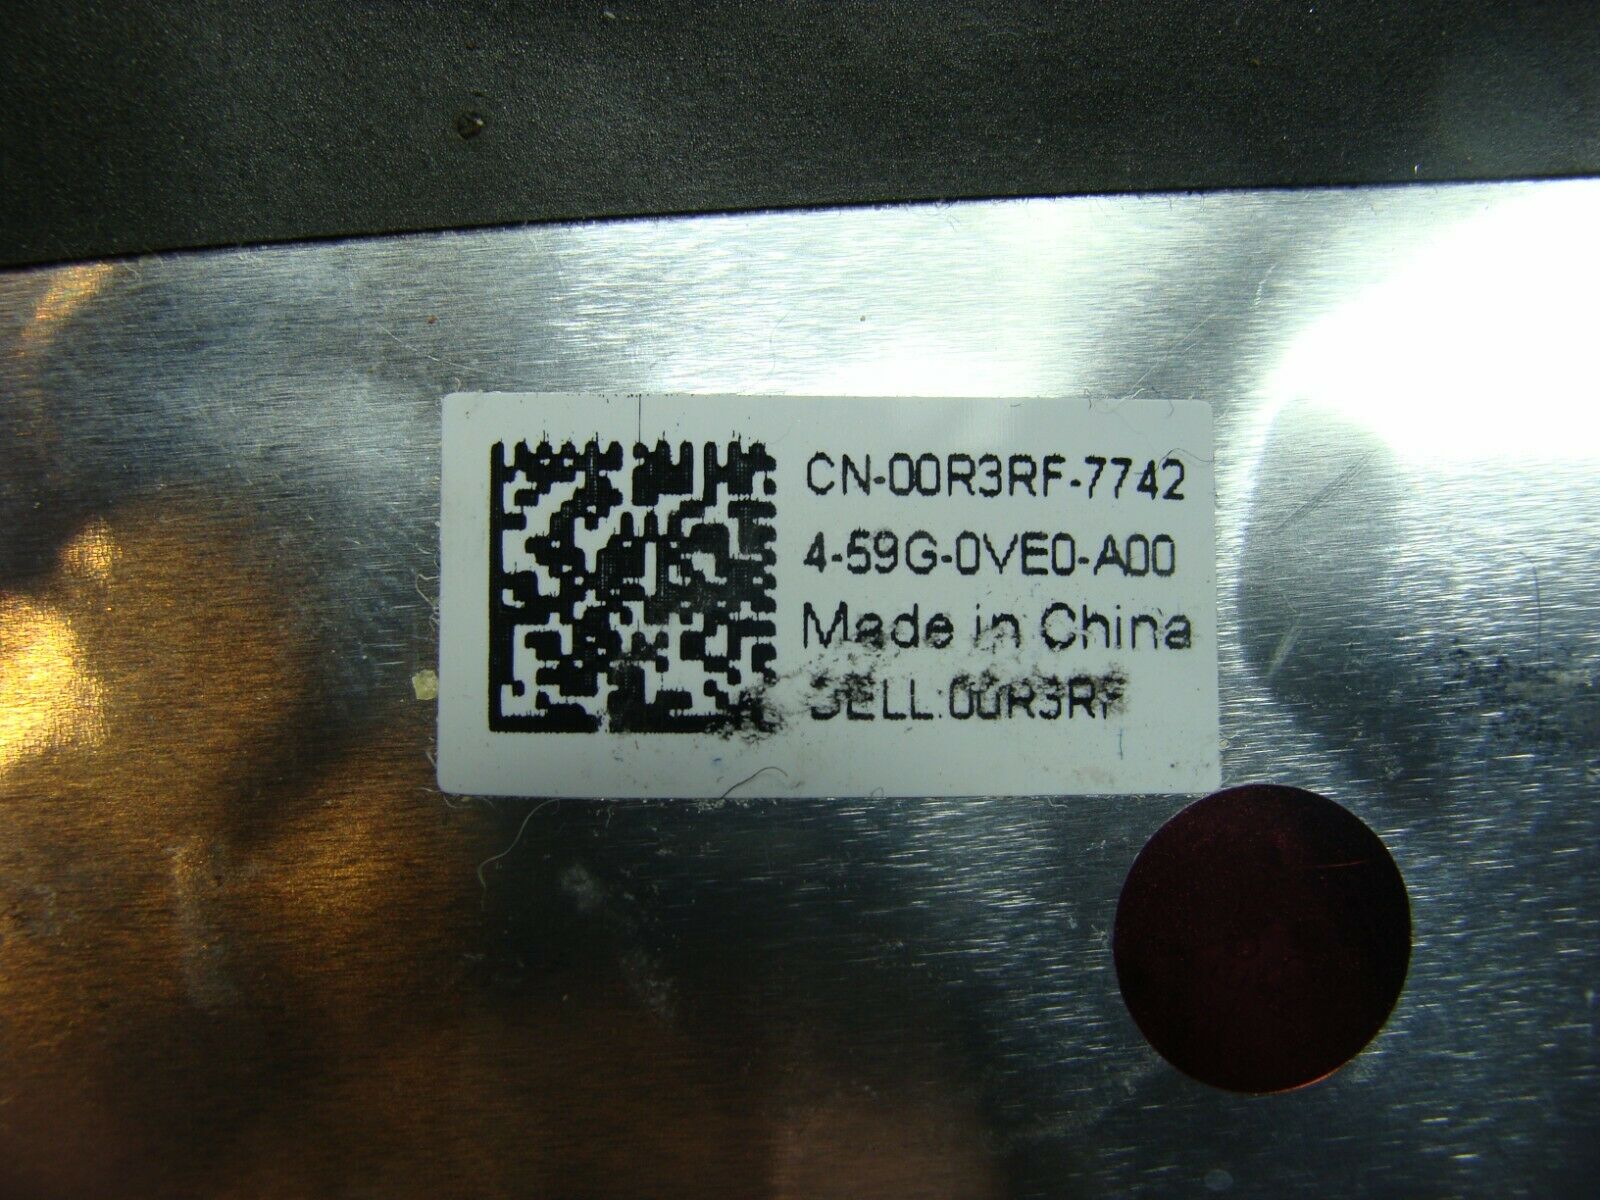 CN-00R3RF-7742
4-59G-0VE0-A00
Made in China
DELL:00R3RF